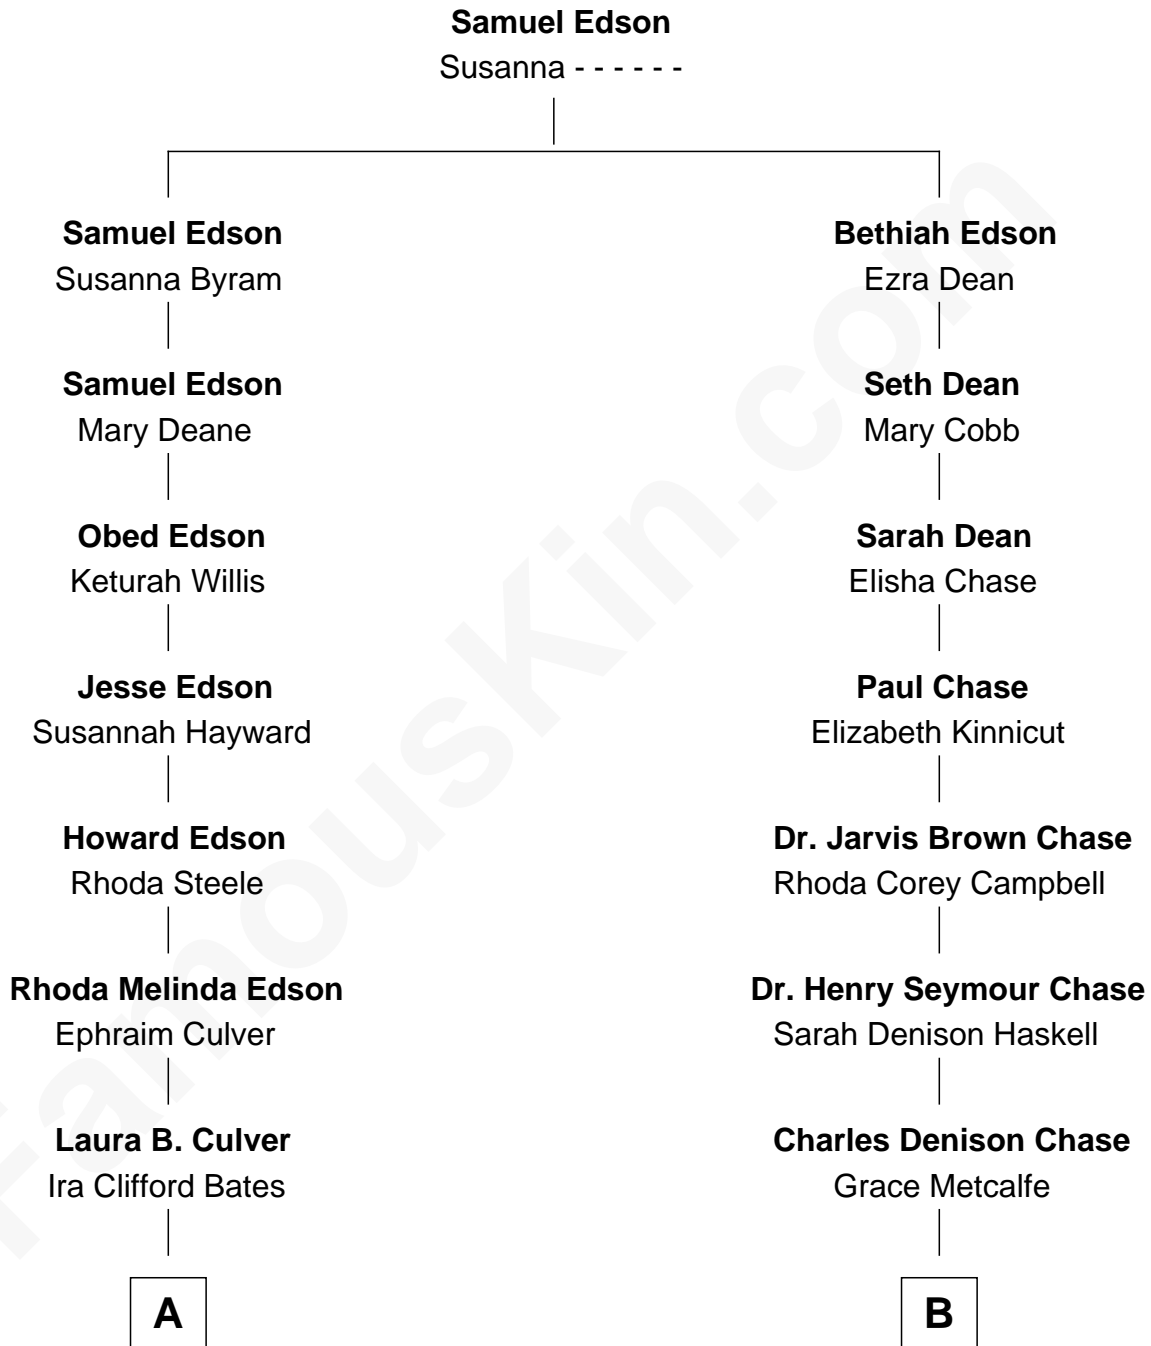 Samuel Edson
Susanna - - - - - -
Samuel Edson
Susanna Byram
Bethiah Edson
Ezra Dean
Samuel Edson
Mary Deane
Seth Dean
Mary Cobb
Obed Edson
Keturah Willis
Sarah Dean
Elisha Chase
Jesse Edson
Susannah Hayward
Paul Chase
Elizabeth Kinnicut
Howard Edson
Rhoda Steele
Dr. Jarvis Brown Chase
Rhoda Corey Campbell
Rhoda Melinda Edson
Ephraim Culver
Dr. Henry Seymour Chase
Sarah Denison Haskell
Laura B. Culver
Ira Clifford Bates
Charles Denison Chase
Grace Metcalfe
A
B
FamousKin.com